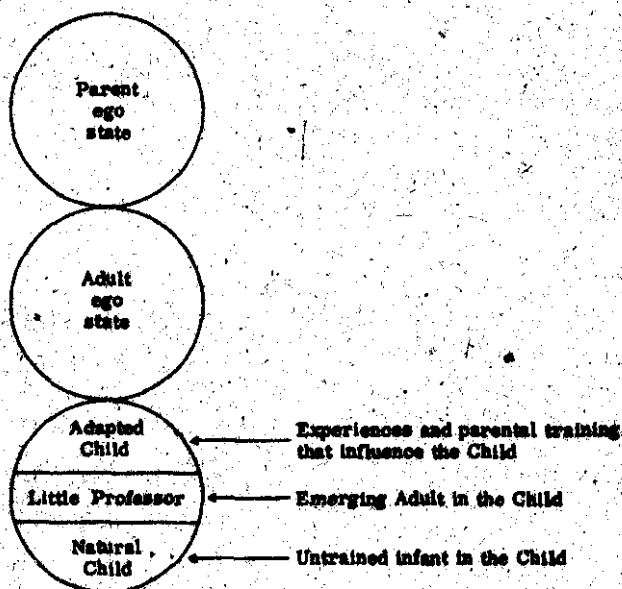 Parent
ego
state
Adult
ego
state
Adapted
Child
Experiences and parental training
that influence the Child
Little Professor
Emerging Adult in the Child
Natural
Child
Untrained infant in the Child